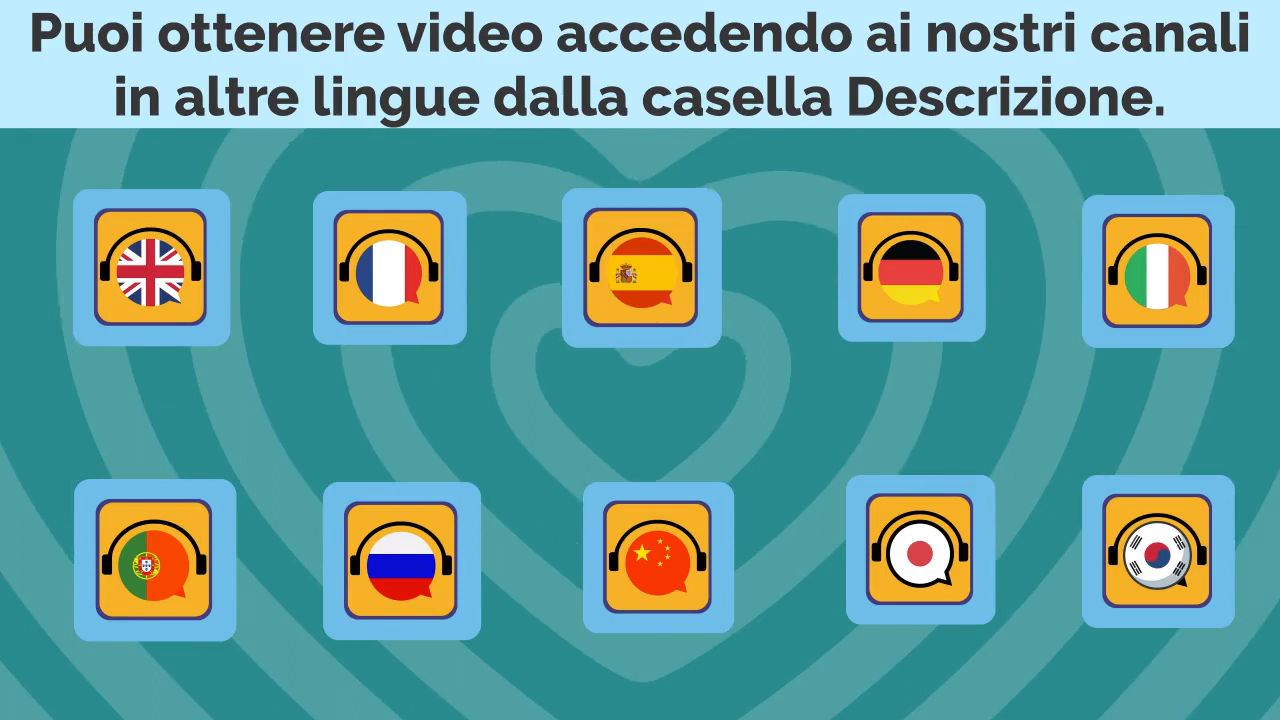 Puoi ottenere video accedendo ai nostri canali
in altre lingue dalla casella Descrizione.